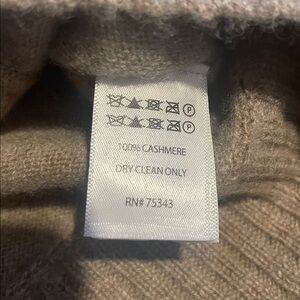 P
P
100% CASHMERE
DRY CLEAN ONLY
RN# 75343